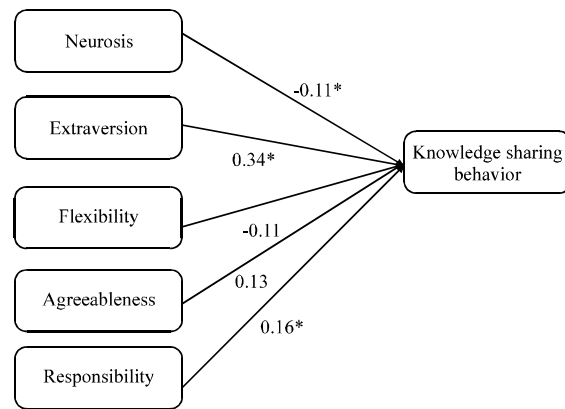 Neurosis
-0.11*
Extraversion
0.34*
Knowledge sharing
behavior
Flexibility
-0.11
Agreeableness
0.13
0.16*
Responsibility